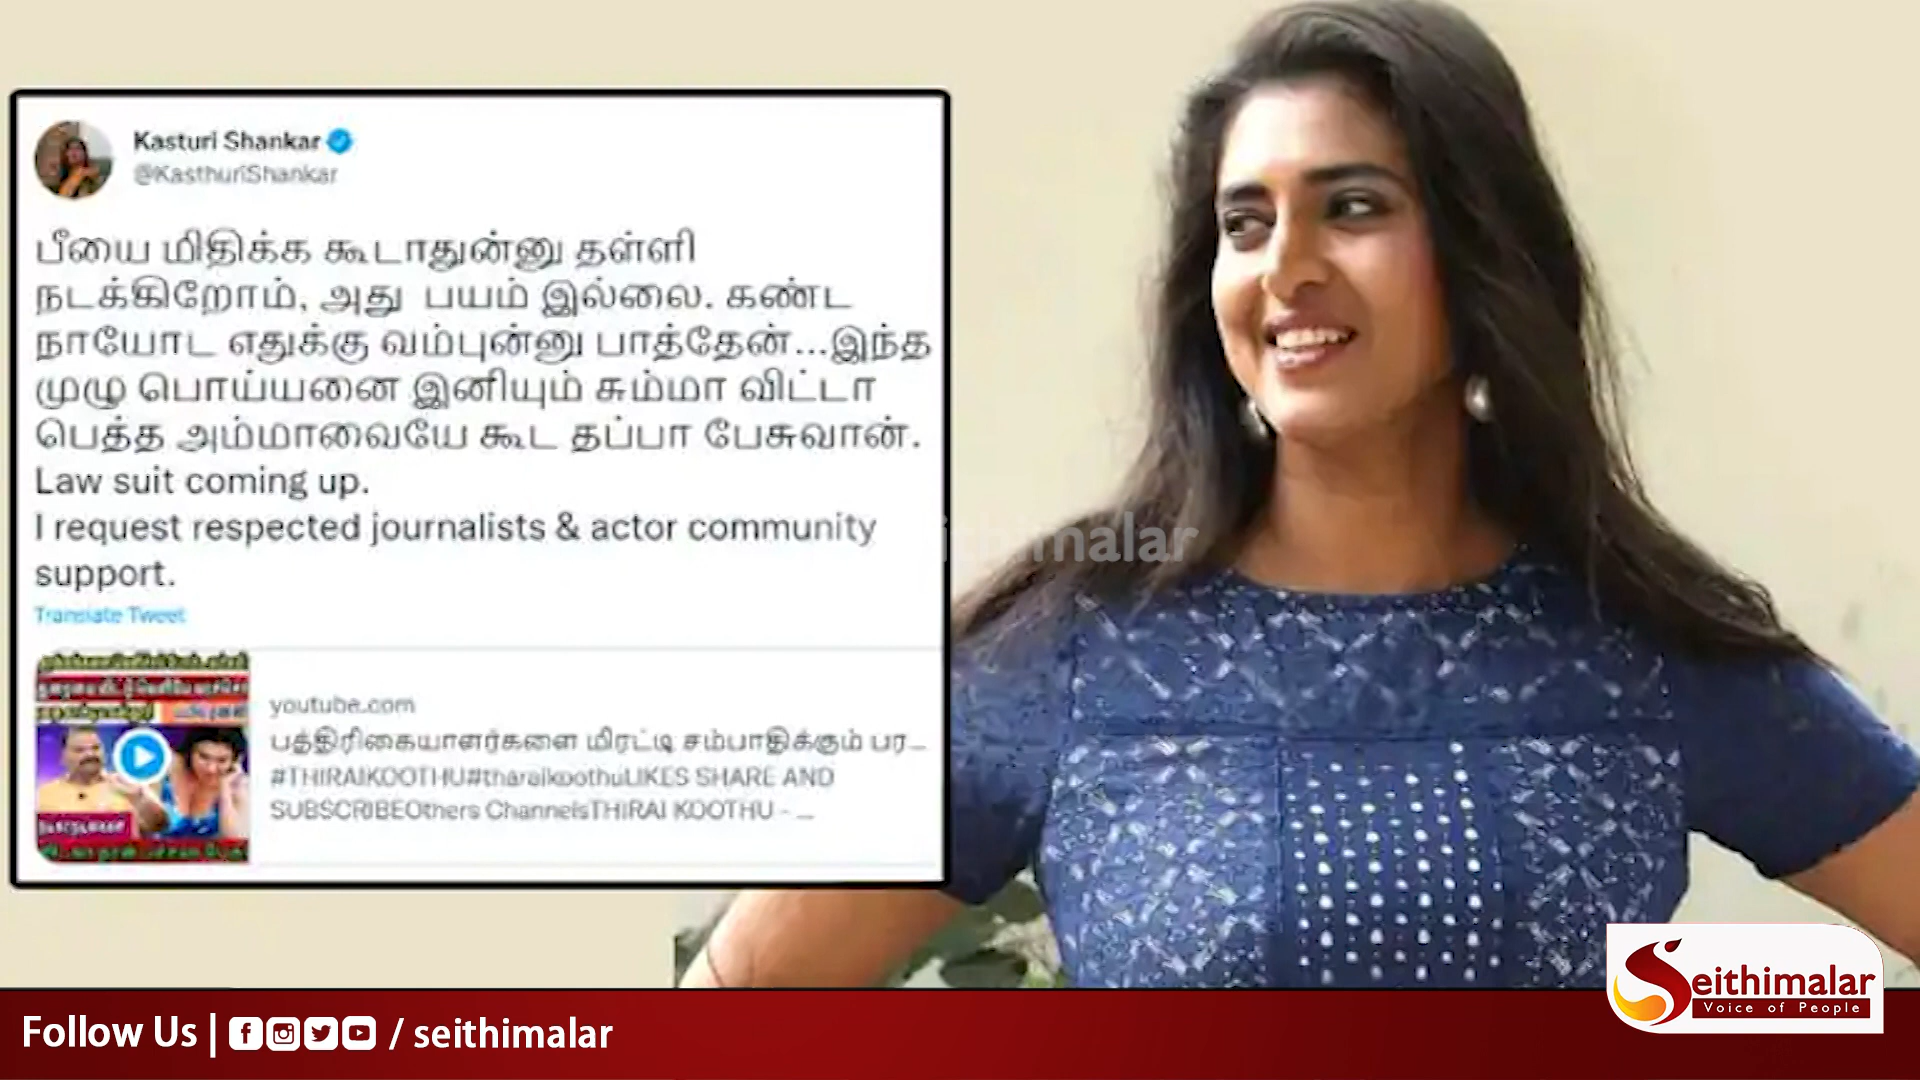 Kasturi Shankar
@KasthuriShankar
பீயை மிதிக்க கூடாதுன்னு தள்ளி
நடக்கிறோம், அது பயம் இல்லை. கண்ட
நாயோட எதுக்கு வம்புன்னு பாத்தேன்...இந்த
முழு பொய்யனை இனியும் சும்மா விட்டா
பெத்த அம்மாவையே கூட தப்பா பேசுவான்.
Law suit coming up.
I request respected journalists & actor community
support.
Translate Tweet
youtube.com
பத்திரிகையாளர்களை மிரட்டி சம்பாதிக்கும் பர...
#THIRAIKOOTHU#tharaikoothuLIKES SHARE AND
SUBSCRIBEOthers ChannelsTHIRAI KOOTHU - ...
ithimalar
Seithimalar
Voice of People
Follow Us | / seithimalar